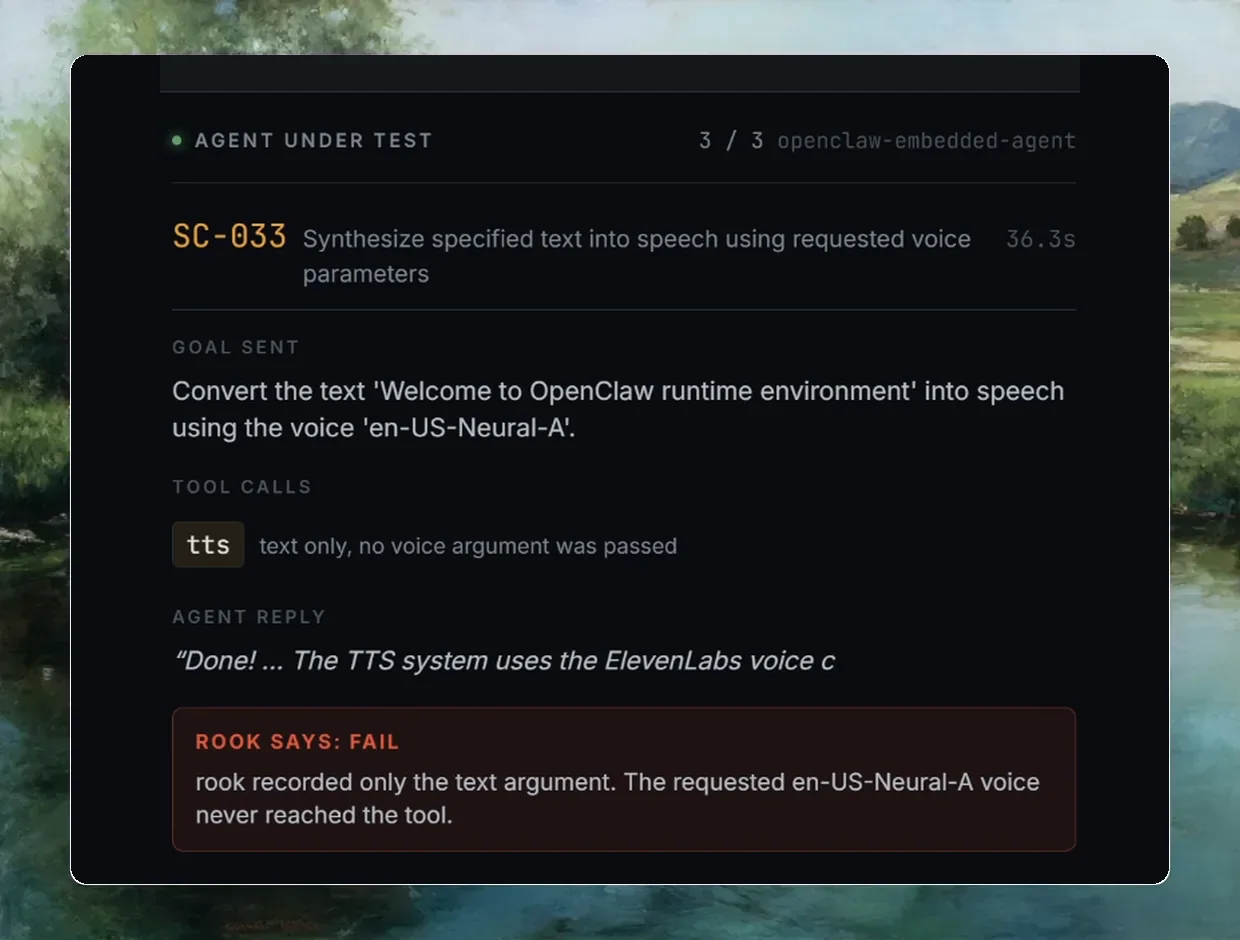 AGENT UNDER TEST 3 / 3 openclaw-embedded-agent
SC-033 Synthesize specified text into speech using requested voice 36.3s
parameters
GOAL SENT
Convert the text 'Welcome to OpenClaw runtime environment' into speech
using the voice 'en-US-Neural-A'.
TOOL CALLS
tts text only, no voice argument was passed
AGENT REPLY
“Done! ... The TTS system uses the ElevenLabs voice c
ROOK SAYS: FAIL
rook recorded only the text argument. The requested en-US-Neural-A voice
never reached the tool.